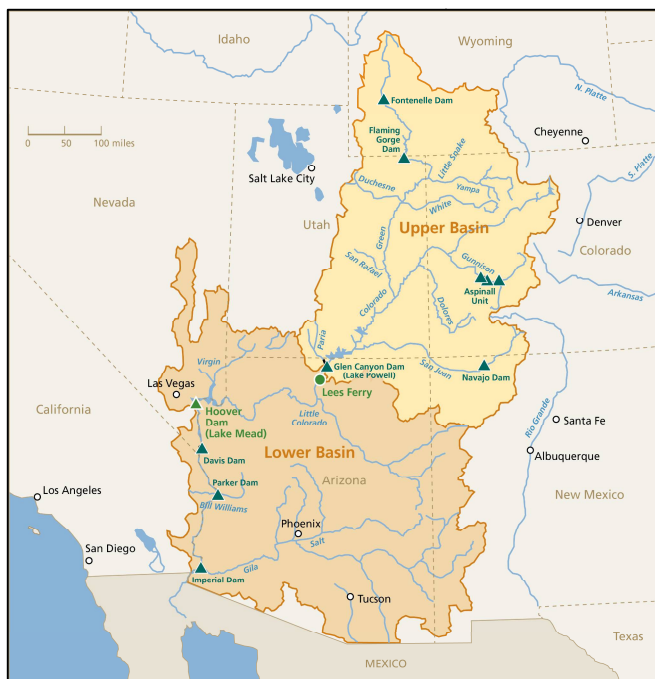 Idaho
Wyoming
Fontenelle Dam
N. Platte
0 50 100 miles
Cheyenne
Flaming
Gorge
Dam
Little Snake
S. Platte
Salt Lake City
Duchesne
Yampa
Nevada
White
Utah
Upper Basin
Denver
Green
Colorado
San Rafael
Gunnison
Aspinall
Unit
Arkansas
Colorado
Dolores
Paria
Virgin
Glen Canyon Dam
(Lake Powell)
San Juan
Navajo Dam
Las Vegas
Lees Ferry
California
Hoover
Dam
(Lake Mead)
Little
Colorado
Rio Grande
Santa Fe
Davis Dam
Lower Basin
Albuquerque
Parker Dam
Arizona
Los Angeles
New Mexico
Bill Williams
Phoenix
Salt
San Diego
Gila
Imperial Dam
Tucson
Texas
MEXICO